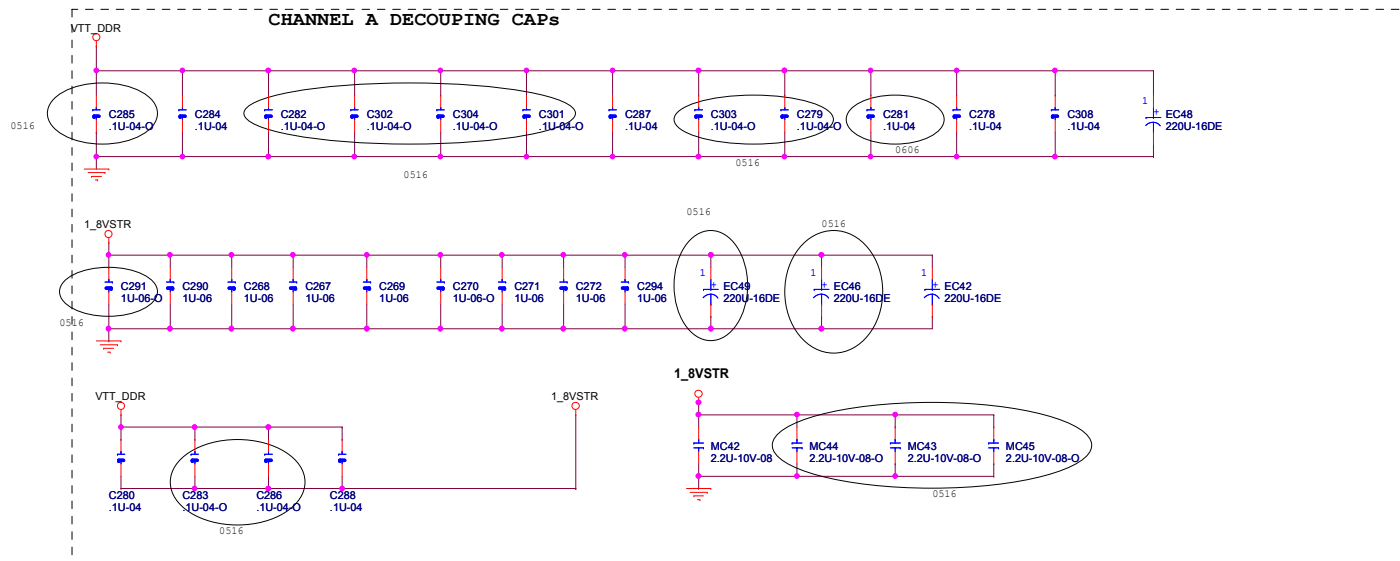 CHANNEL A DECOUPING CAPs
VTT_DDR
C285 C284 C282 C302 C304 C301 C287 C303 C279 C281 C278 C308 1 + EC48
.1U-04-O .1U-04 .1U-04-O .1U-04-O .1U-04-O .1U-04-O .1U-04 .1U-04-O .1U-04-O .1U-04 .1U-04 .1U-04 220U-16DE
0516
0606
0516
0516
0516 0516
1_8VSTR
1 1 1
C291 C290 C268 C267 C269 C270 C271 C272 C294 + EC49 + EC46 + EC42
1U-06-O 1U-06 1U-06 1U-06 1U-06 1U-06-O 1U-06 1U-06 1U-06 220U-16DE 220U-16DE 220U-16DE
0516
1_8VSTR
VTT_DDR 1_8VSTR
MC42 MC44 MC43 MC45
2.2U-10V-08 2.2U-10V-08-O 2.2U-10V-08-O 2.2U-10V-08-O
0516
C280 C283 C286 C288
.1U-04 .1U-04-O .1U-04-O .1U-04
0516